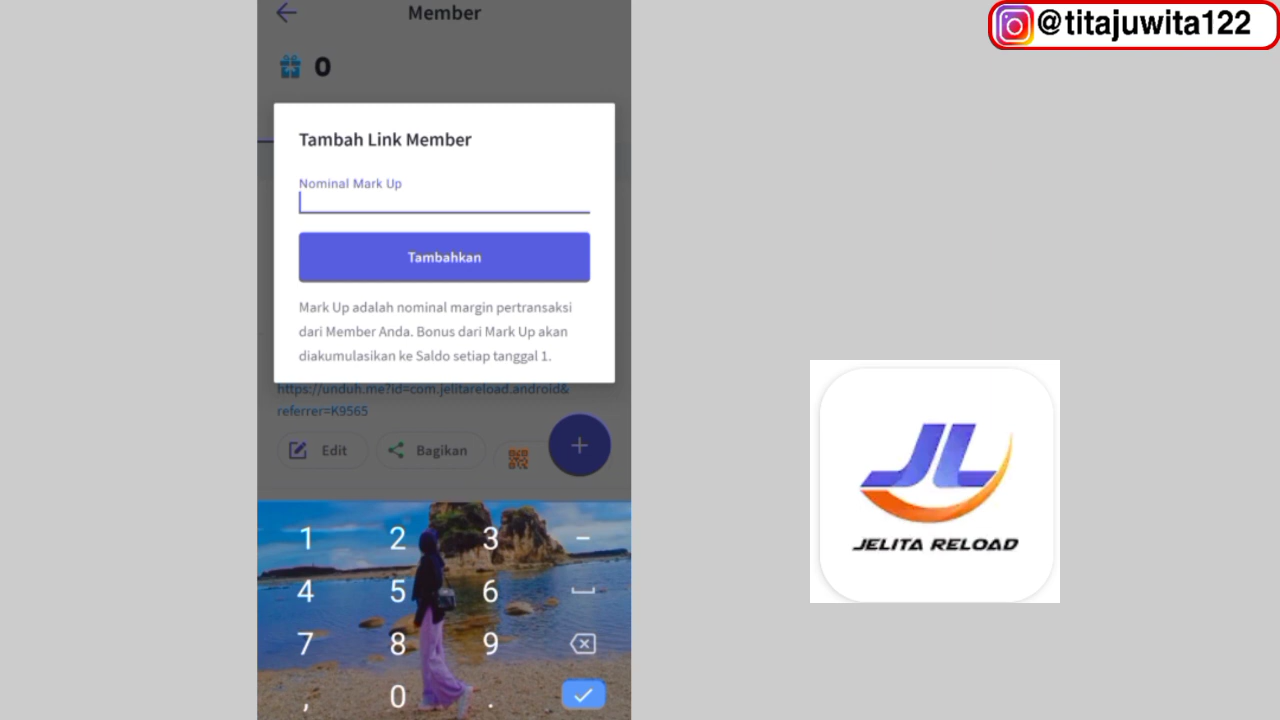 @titajuwita122
Member
0
Tambah Link Member
Nominal Mark Up
Tambahkan
Mark Up adalah nominal margin pertransaksi
dari Member Anda. Bonus dari Mark Up akan
diakumulasikan ke Saldo setiap tanggal 1.
https://unduh.me?id=com.jelitareload.android&
referrer=K9565
Edit
Bagikan
+
1 2 3 -
4 5 6
7 8 9
, 0 .
JL
JELITA RELOAD